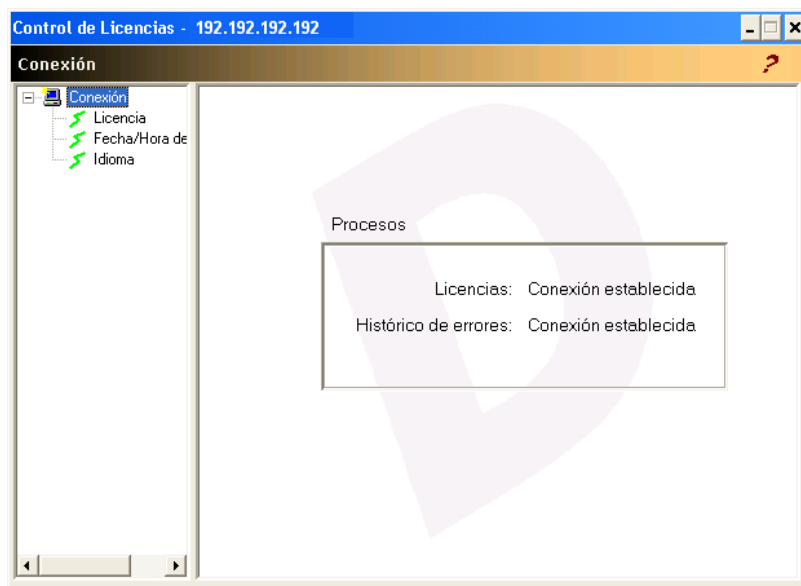 Control de Licencias - 192.192.192.192
Conexión
?
Conexión
Licencia
Fecha/Hora de
Idioma
Procesos
Licencias: Conexión establecida
Histórico de errores: Conexión establecida